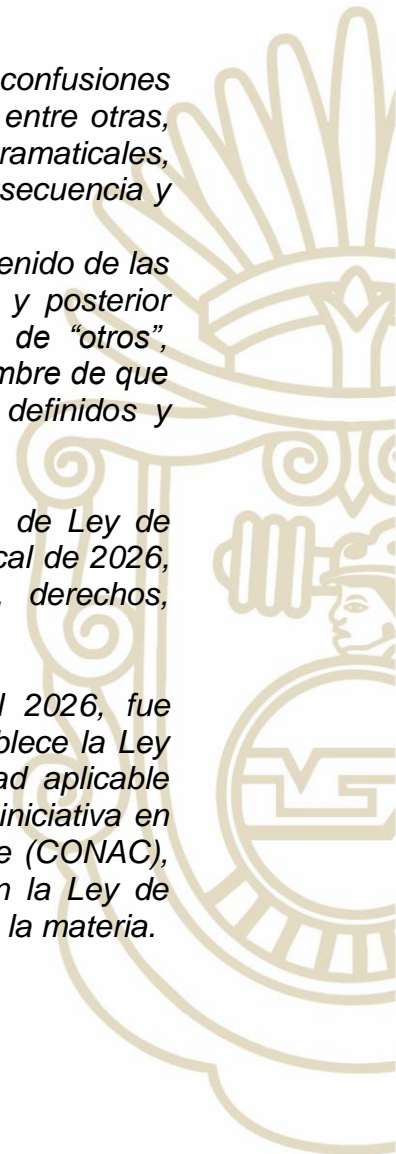 confusiones
entre otras,
ramaticales,
secuencia y
enido de las
y posterior
de “otros”,
mbre de que
definidos y
de Ley de
cal de 2026,
derechos,
l 2026, fue
blece la Ley
ad aplicable
iniciativa en
e (CONAC),
n la Ley de
la materia.